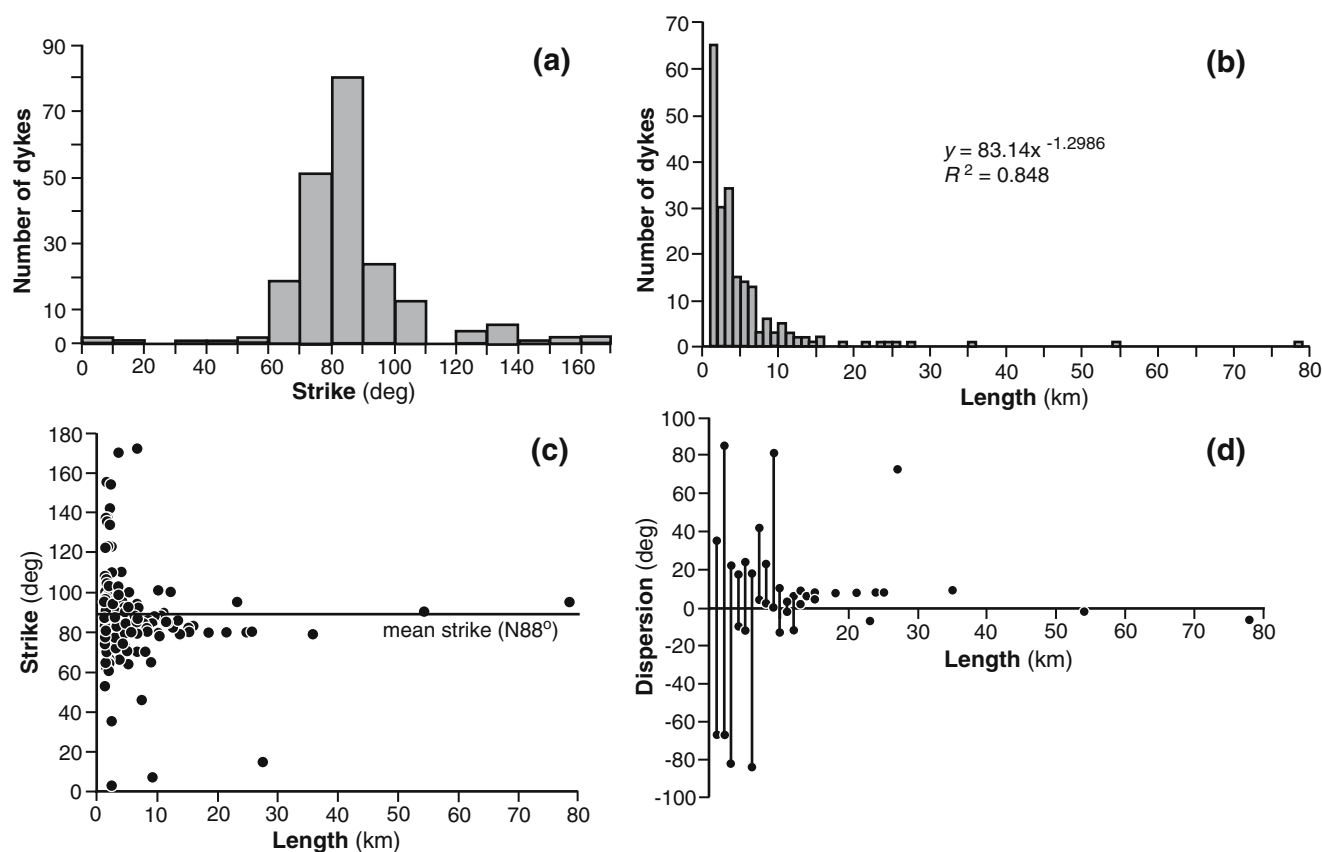 (a)
Number of dykes
90
70
50
30
10
0
0 20 40 60 80 100 120 140 160
Strike (deg)
(b)
Number of dykes
70
60
50
40
30
20
10
0
y = 83.14x -1.2986
R 2 = 0.848
0 10 20 30 40 50 60 70 80
Length (km)
(c)
Strike (deg)
180
160
140
120
100
80
60
40
20
0
mean strike (N88o)
0 10 20 30 40 50 60 70 80
Length (km)
(d)
Dispersion (deg)
100
80
60
40
20
0
-20
-40
-60
-80
-100
20 30 40 50 60 70 80
Length (km)